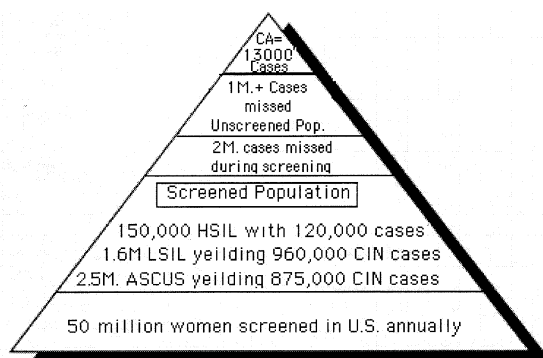 CA=
13000
Cases
1M.+ Cases
missed
Unscreened Pop.
2M. cases missed
during screening
Screened Population
150,000 HSIL with 120,000 cases
1.6M LSIL yeilding 960,000 CIN cases
2.5M. ASCUS yeilding 875,000 CIN cases
50 million women screened in U.S. annually